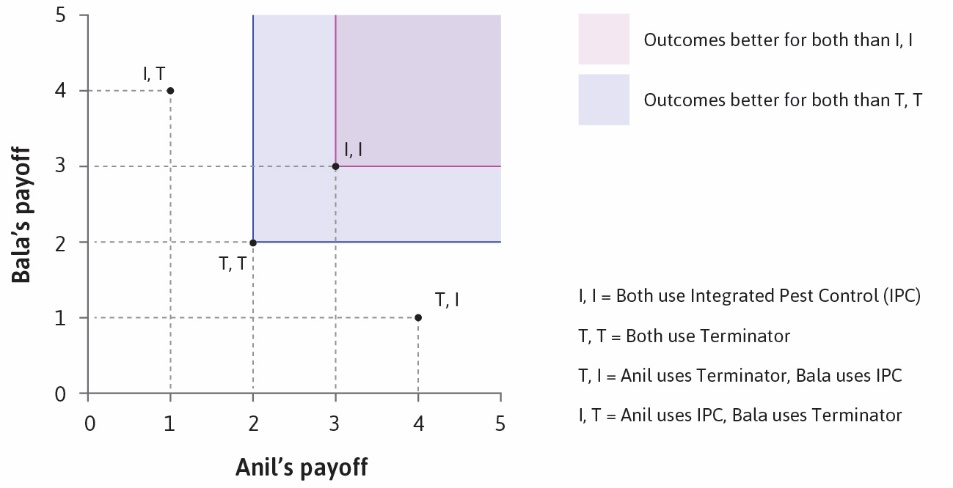 5
4
3
2
1
0
0
1
2
3
4
5
Bala's payoff
Anil's payoff
I, T
I, I
T, T
T, I
Outcomes better for both than I, I
Outcomes better for both than T, T
I, I = Both use Integrated Pest Control (IPC)
T, T = Both use Terminator
T, I = Anil uses Terminator, Bala uses IPC
I, T = Anil uses IPC, Bala uses Terminator